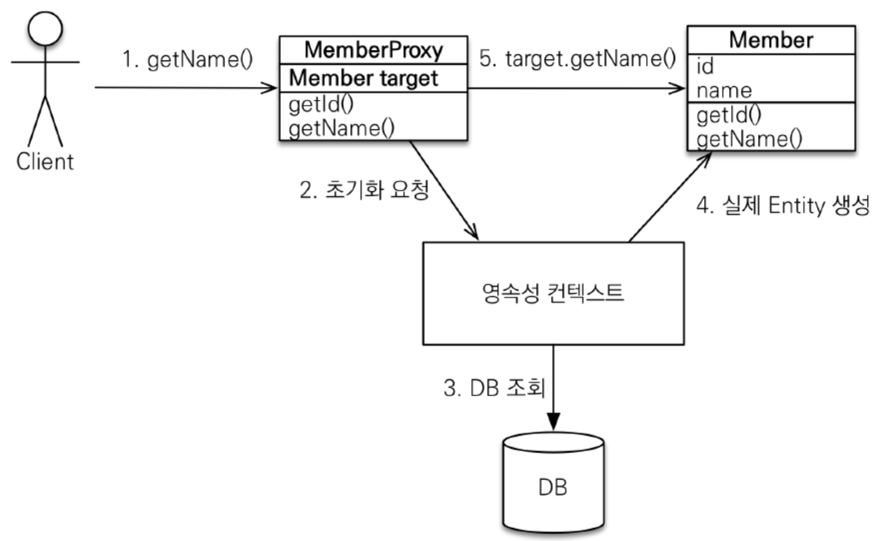 1. getName()
MemberProxy
Member target
getId()
getName()
5. target.getName()
Member
id
name
getId()
getName()
Client
2. 초기화 요청
4. 실제 Entity 생성
영속성 컨텍스트
3. DB 조회
DB